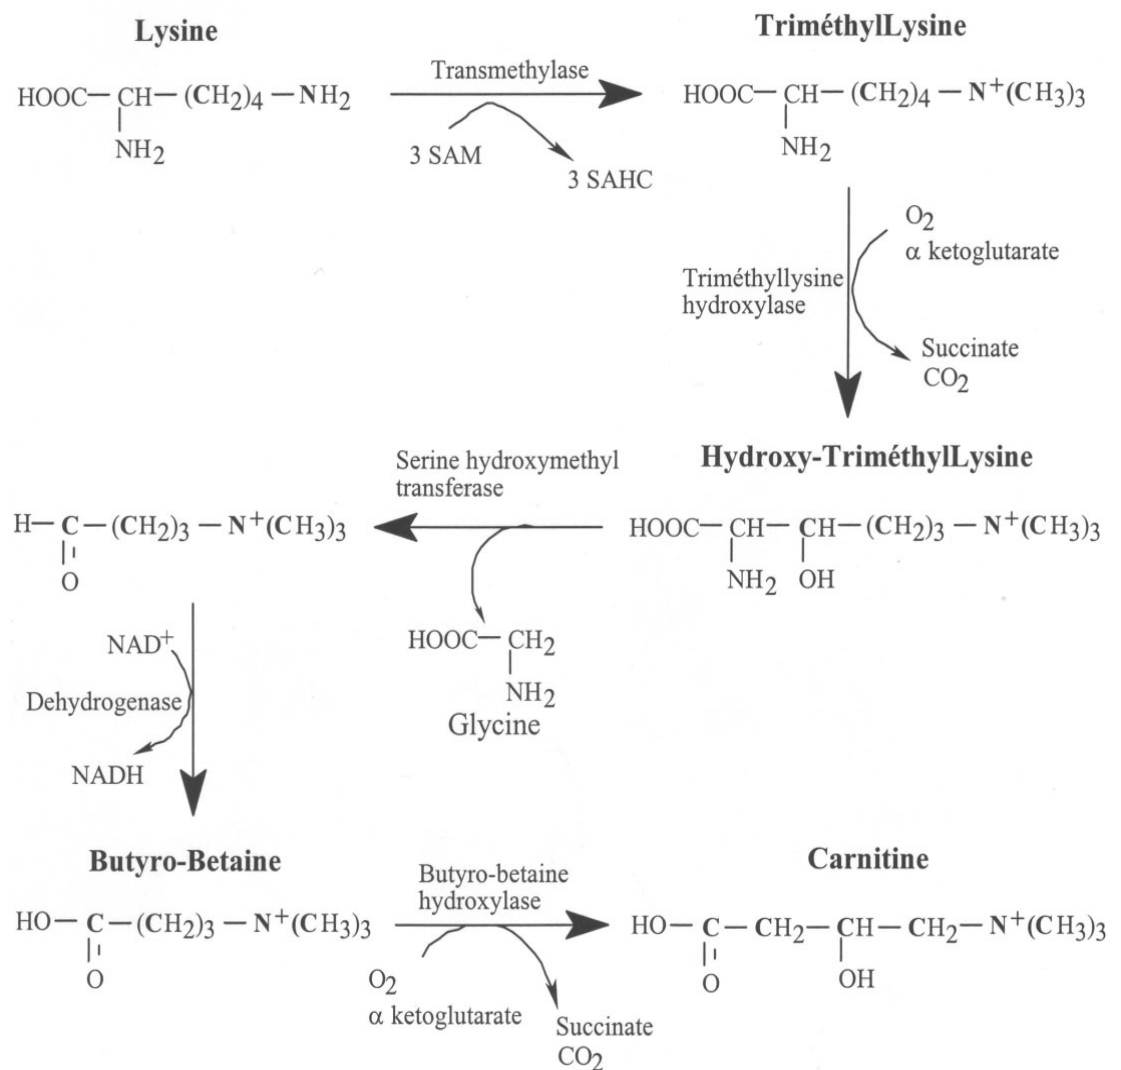 Lysine
TriméthylLysine
HOOC — CH — (CH2)4 — NH2
NH2
Transmethylase
3 SAM
3 SAHC
HOOC — CH — (CH2)4 — N+(CH3)3
NH2
O2
α ketoglutarate
Triméthyllysine
hydroxylase
Succinate
CO2
Hydroxy-TriméthylLysine
HOOC — CH — CH — (CH2)3 — N+(CH3)3
NH2 OH
Serine hydroxymethyl
transferase
HOOC — CH2
NH2
Glycine
H — C — (CH2)3 — N+(CH3)3
O
NAD+
Dehydrogenase
NADH
Butyro-Betaine
HO — C — (CH2)3 — N+(CH3)3
O
Butyro-betaine
hydroxylase
O2
α ketoglutarate
Succinate
CO2
Carnitine
HO — C — CH2 — CH — CH2 — N+(CH3)3
O OH